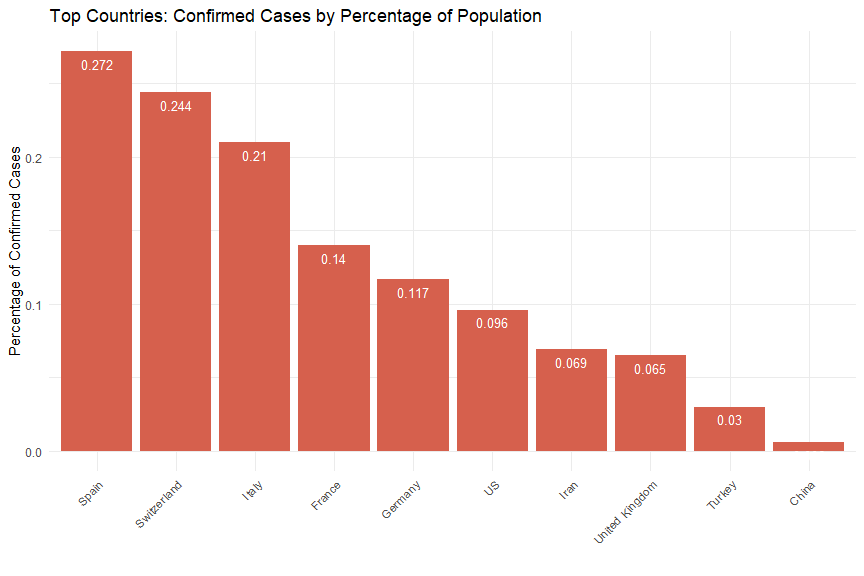 Top Countries: Confirmed Cases by Percentage of Population
Percentage of Confirmed Cases
0.2
0.1
0.0
0.272
0.244
0.21
0.14
0.117
0.096
0.069
0.065
0.03
Spain
Switzerland
Italy
France
Germany
US
Iran
United Kingdom
Turkey
China